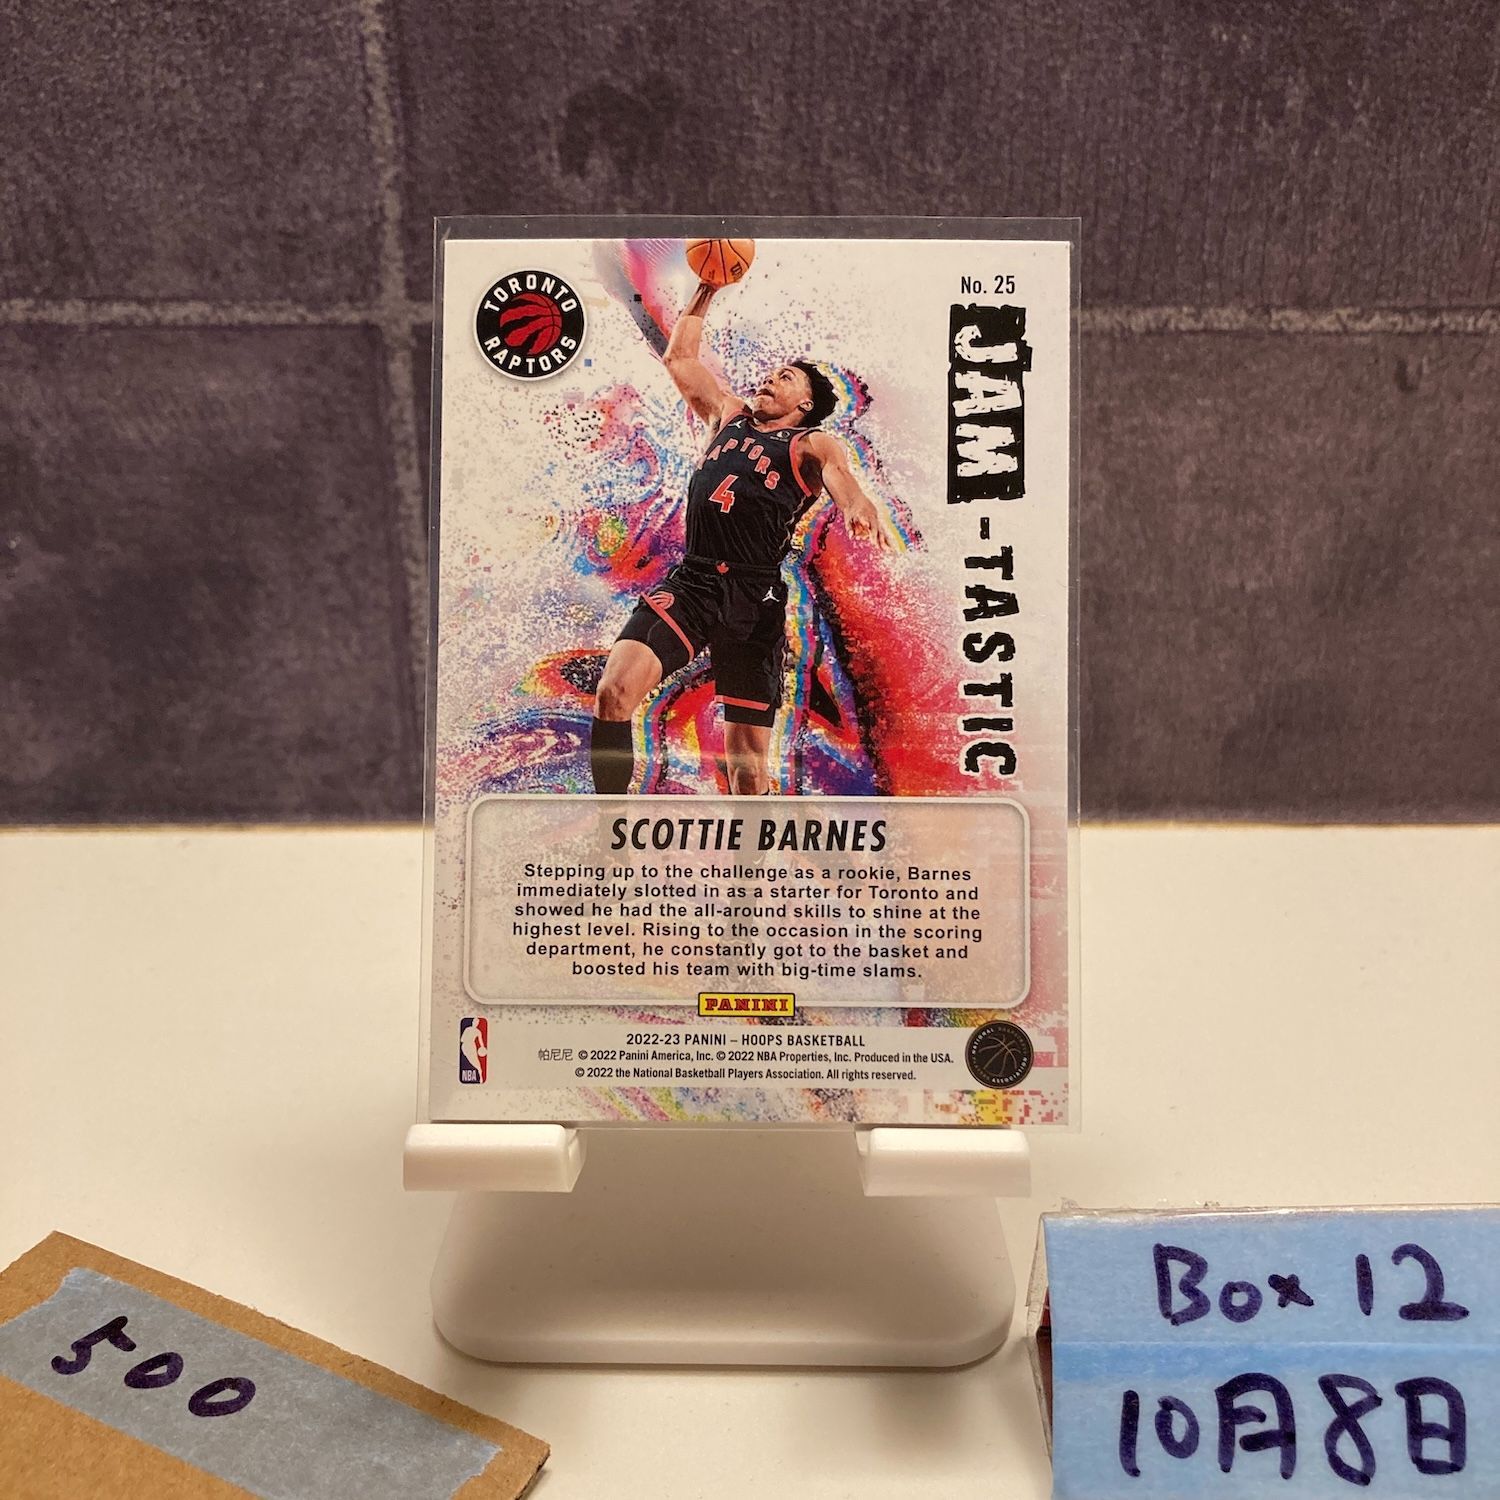 TORONTO
RAPTORS
No. 25
JAM-TASTIC
RAPTORS
4
SCOTTIE BARNES
Stepping up to the challenge as a rookie, Barnes
immediately slotted in as a starter for Toronto and
showed he had the all-around skills to shine at the
highest level. Rising to the occasion in the scoring
department, he constantly got to the basket and
boosted his team with big-time slams.
PANINI
2022-23 PANINI – HOOPS BASKETBALL
帕尼尼 © 2022 Panini America, Inc. © 2022 NBA Properties, Inc. Produced in the USA.
© 2022 the National Basketball Players Association. All rights reserved.
NBA
NATIONAL BASKETBALL
PLAYERS ASSOCIATION
500
Box 12
10月8日